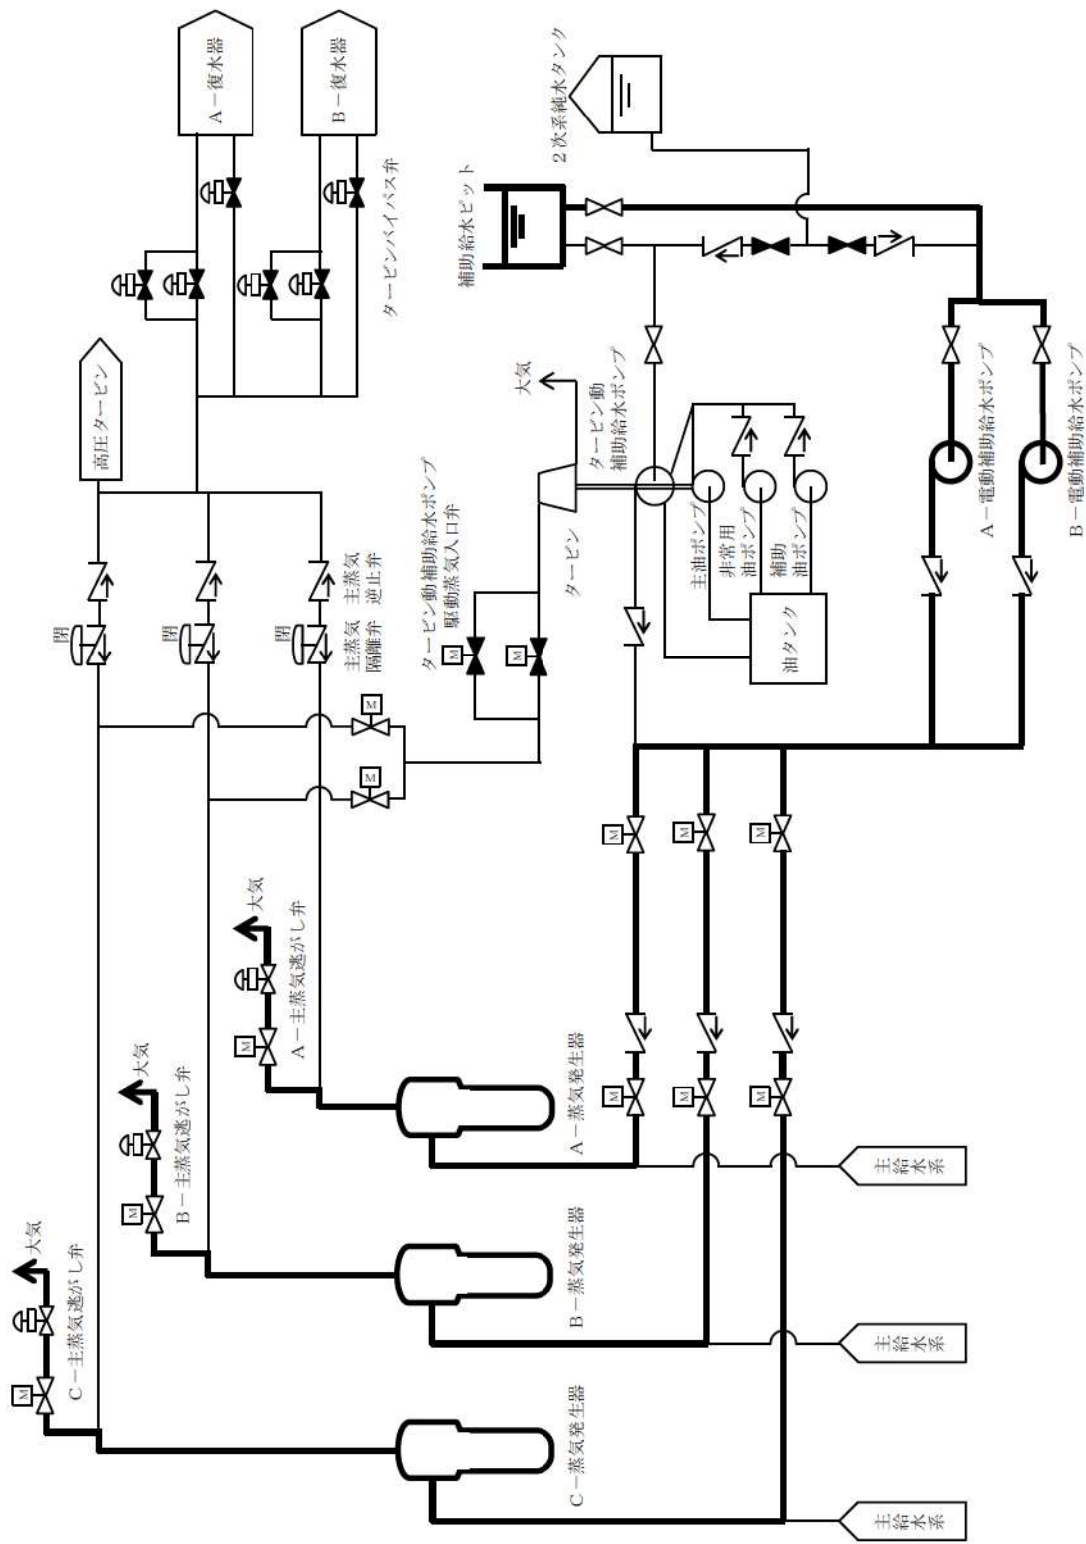 C－主蒸気逃がし弁
大気
M
B－主蒸気逃がし弁
大気
M
A－主蒸気逃がし弁
大気
M
閉
閉
閉
主蒸気
隔離弁
主蒸気
逆止弁
高圧タービン
A－復水器
B－復水器
タービンバイパス弁
M
M
タービン動補助給水ポンプ
駆動蒸気入口弁
M
M
タービン
大気
タービン動
補助給水ポンプ
補助給水ピット
2次系純水タンク
主油ポンプ
非常用
油ポンプ
補助
油ポンプ
油タンク
A－電動補助給水ポンプ
B－電動補助給水ポンプ
C－蒸気発生器
B－蒸気発生器
A－蒸気発生器
M
M
M
M
M
M
主
給水
系
主
給水
系
主
給水
系